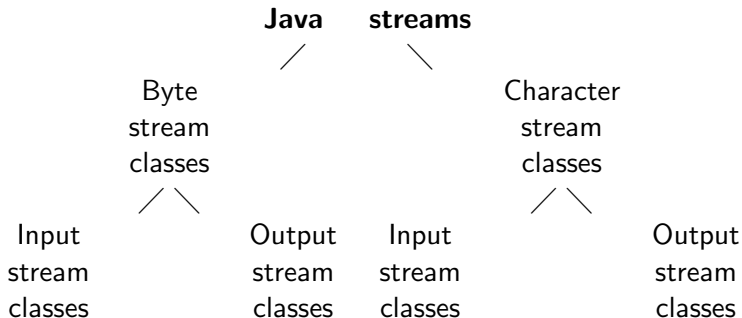 Java streams
Byte
stream
classes
Character
stream
classes
Input
stream
classes
Output
stream
classes
Input
stream
classes
Output
stream
classes